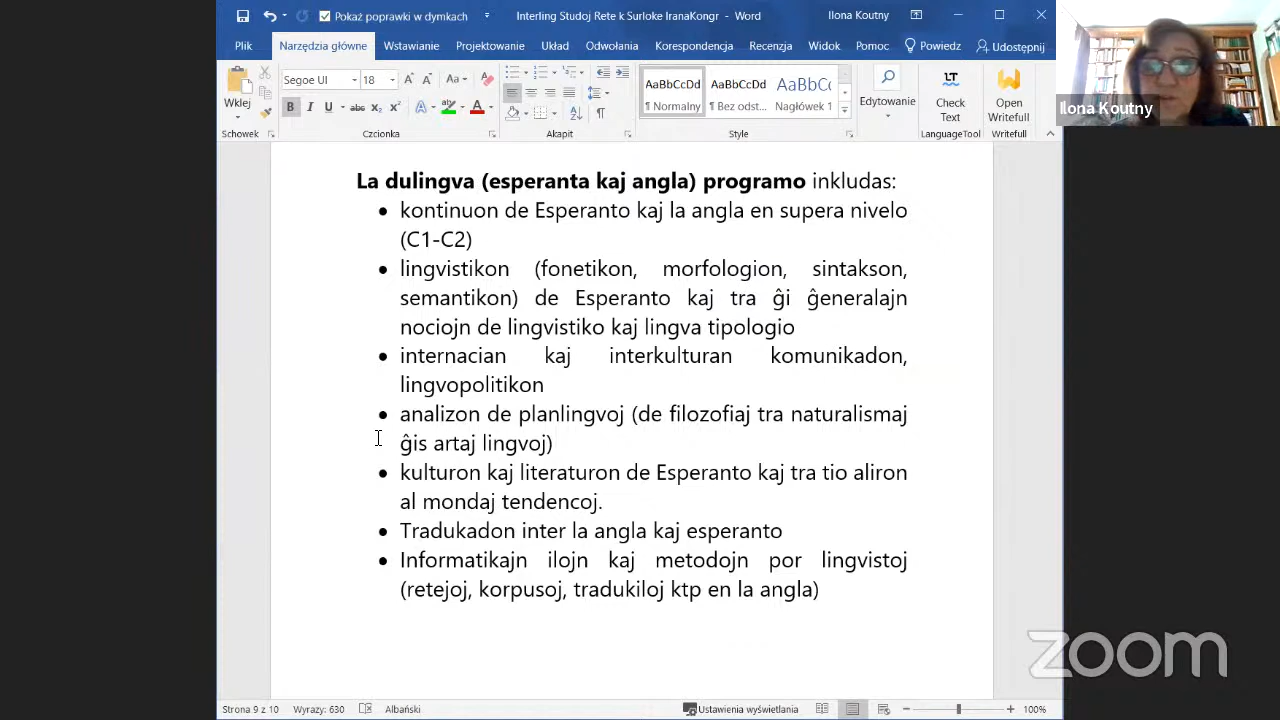 Pokaż poprawki w dymkach
Interling Studoj Rete k Surloke IranaKongr - Word
Ilona Koutny
Plik
Narzędzia główne
Wstawianie
Projektowanie
Układ
Odwołania
Korespondencja
Recenzja
Widok
Pomoc
Powiedz
Udostępnij
Wklej
Schowek
Segoe UI
18
Aa
B I U abc x₂ x²
Czcionka
Akapit
AaBbCcDd
¶ Normalny
AaBbCcDd
¶ Bez odst...
AaBbCc
Nagłówek 1
Style
Edytowanie
LT
Check
Text
LanguageTool
Open
Writefull
Writefull
Ilona Koutny
La dulingva (esperanta kaj angla) programo inkludas:
• kontinuon de Esperanto kaj la angla en supera nivelo
(C1-C2)
• lingvistikon (fonetikon, morfologion, sintakson,
semantikon) de Esperanto kaj tra ĝi ĝeneralajn
nociojn de lingvistiko kaj lingva tipologio
• internacian kaj interkulturan komunikadon,
lingvopolitikon
• analizon de planlingvoj (de filozofiaj tra naturalismaj
ĝis artaj lingvoj)
• kulturon kaj literaturon de Esperanto kaj tra tio aliron
al mondaj tendencoj.
• Tradukadon inter la angla kaj esperanto
• Informatikajn ilojn kaj metodojn por lingvistoj
(retejoj, korpusoj, tradukiloj ktp en la angla)
zoom
Strona 9 z 10
Wyrazy: 630
Albański
Ustawienia wyświetlania
100%